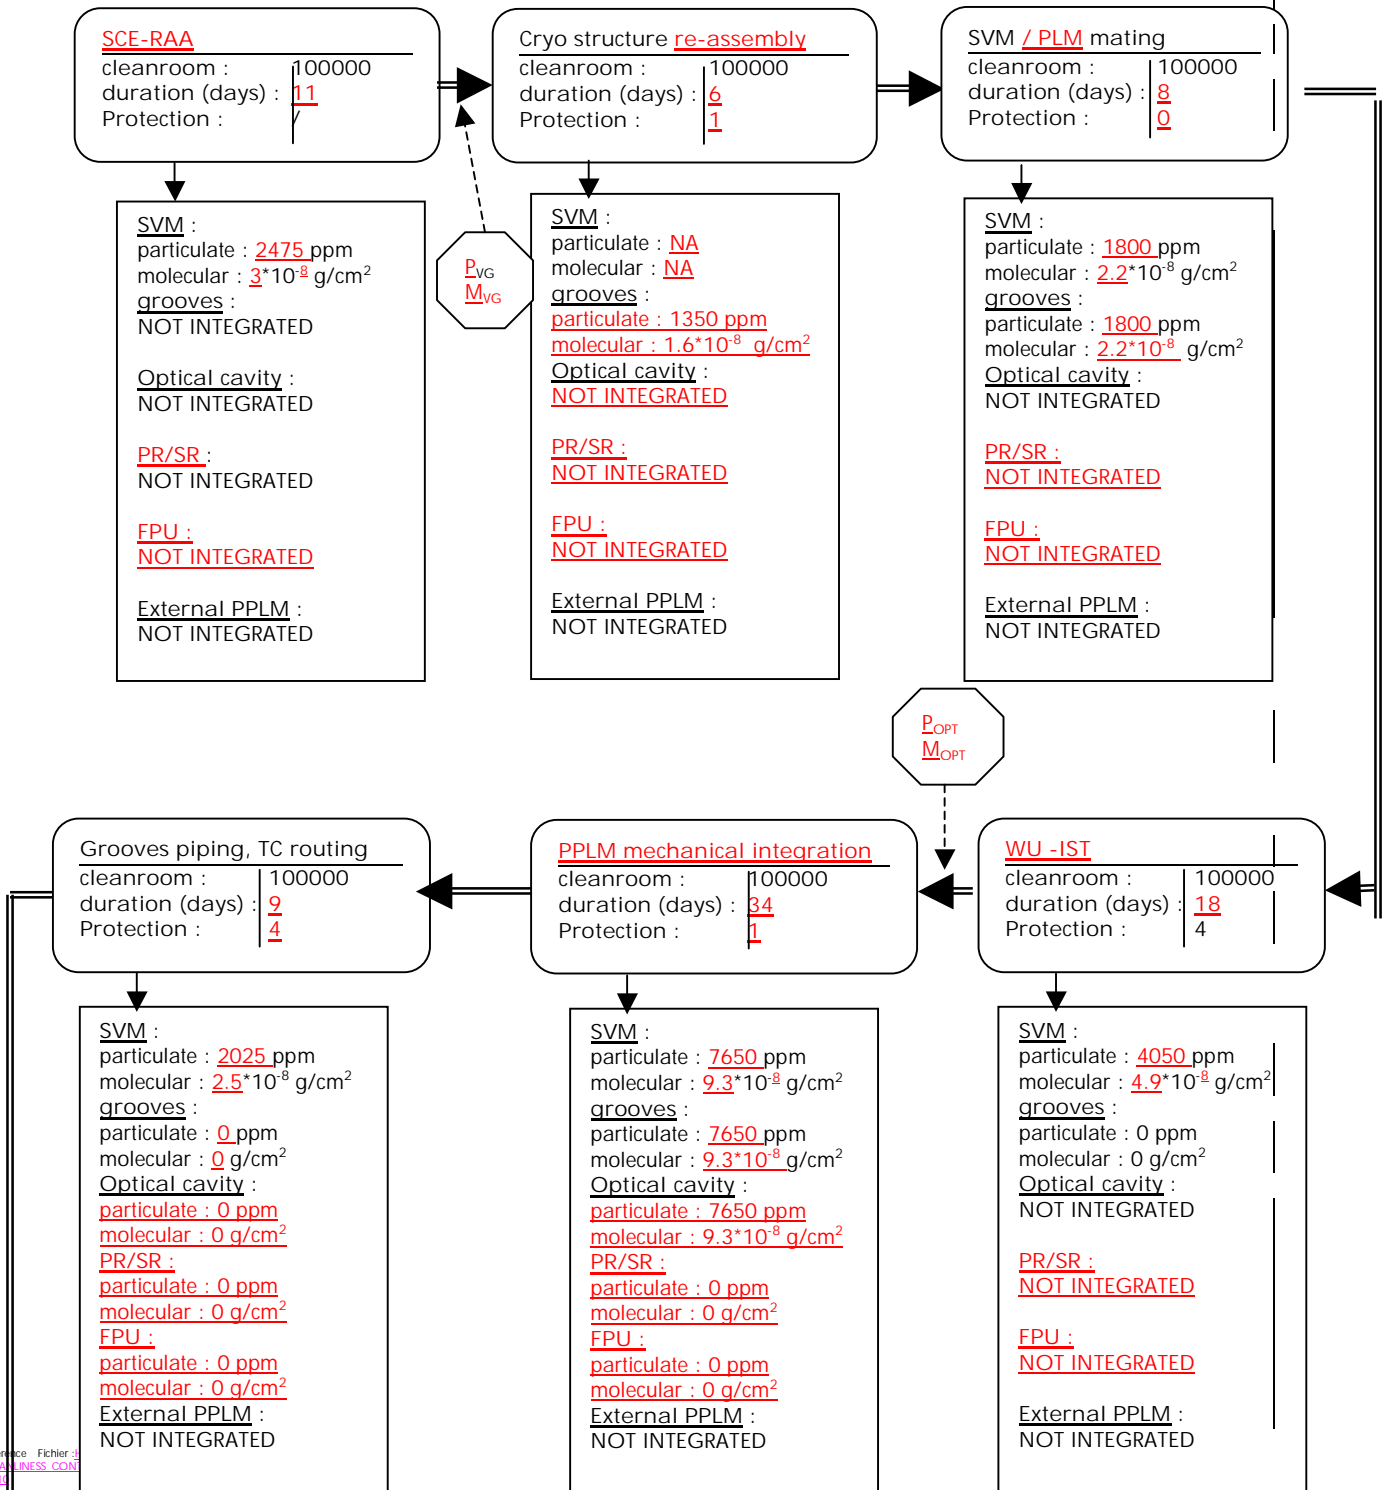 SCE-RAA
cleanroom : 100000
duration (days) : 11
Protection : /
Cryo structure re-assembly
cleanroom : 100000
duration (days) : 6
Protection : 1
SVM / PLM mating
cleanroom : 100000
duration (days) : 8
Protection : 0
SVM :
particulate : 2475 ppm
molecular : 3*10-8 g/cm2
grooves :
NOT INTEGRATED
Optical cavity :
NOT INTEGRATED
PR/SR :
NOT INTEGRATED
FPU :
NOT INTEGRATED
External PPLM :
NOT INTEGRATED
PVG
MVG
SVM :
particulate : NA
molecular : NA
grooves :
particulate : 1350 ppm
molecular : 1.6*10-8 g/cm2
Optical cavity :
NOT INTEGRATED
PR/SR :
NOT INTEGRATED
FPU :
NOT INTEGRATED
External PPLM :
NOT INTEGRATED
SVM :
particulate : 1800 ppm
molecular : 2.2*10-8 g/cm2
grooves :
particulate : 1800 ppm
molecular : 2.2*10-8 g/cm2
Optical cavity :
NOT INTEGRATED
PR/SR :
NOT INTEGRATED
FPU :
NOT INTEGRATED
External PPLM :
NOT INTEGRATED
POPT
MOPT
Grooves piping, TC routing
cleanroom : 100000
duration (days) : 9
Protection : 4
PPLM mechanical integration
cleanroom : 100000
duration (days) : 34
Protection : 1
WU -IST
cleanroom : 100000
duration (days) : 18
Protection : 4
SVM :
particulate : 2025 ppm
molecular : 2.5*10-8 g/cm2
grooves :
particulate : 0 ppm
molecular : 0 g/cm2
Optical cavity :
particulate : 0 ppm
molecular : 0 g/cm2
PR/SR :
particulate : 0 ppm
molecular : 0 g/cm2
FPU :
particulate : 0 ppm
molecular : 0 g/cm2
External PPLM :
NOT INTEGRATED
SVM :
particulate : 7650 ppm
molecular : 9.3*10-8 g/cm2
grooves :
particulate : 7650 ppm
molecular : 9.3*10-8 g/cm2
Optical cavity :
particulate : 7650 ppm
molecular : 9.3*10-8 g/cm2
PR/SR :
particulate : 0 ppm
molecular : 0 g/cm2
FPU :
particulate : 0 ppm
molecular : 0 g/cm2
External PPLM :
NOT INTEGRATED
SVM :
particulate : 4050 ppm
molecular : 4.9*10-8 g/cm2
grooves :
particulate : 0 ppm
molecular : 0 g/cm2
Optical cavity :
NOT INTEGRATED
PR/SR :
NOT INTEGRATED
FPU :
NOT INTEGRATED
External PPLM :
NOT INTEGRATED
Fichier :